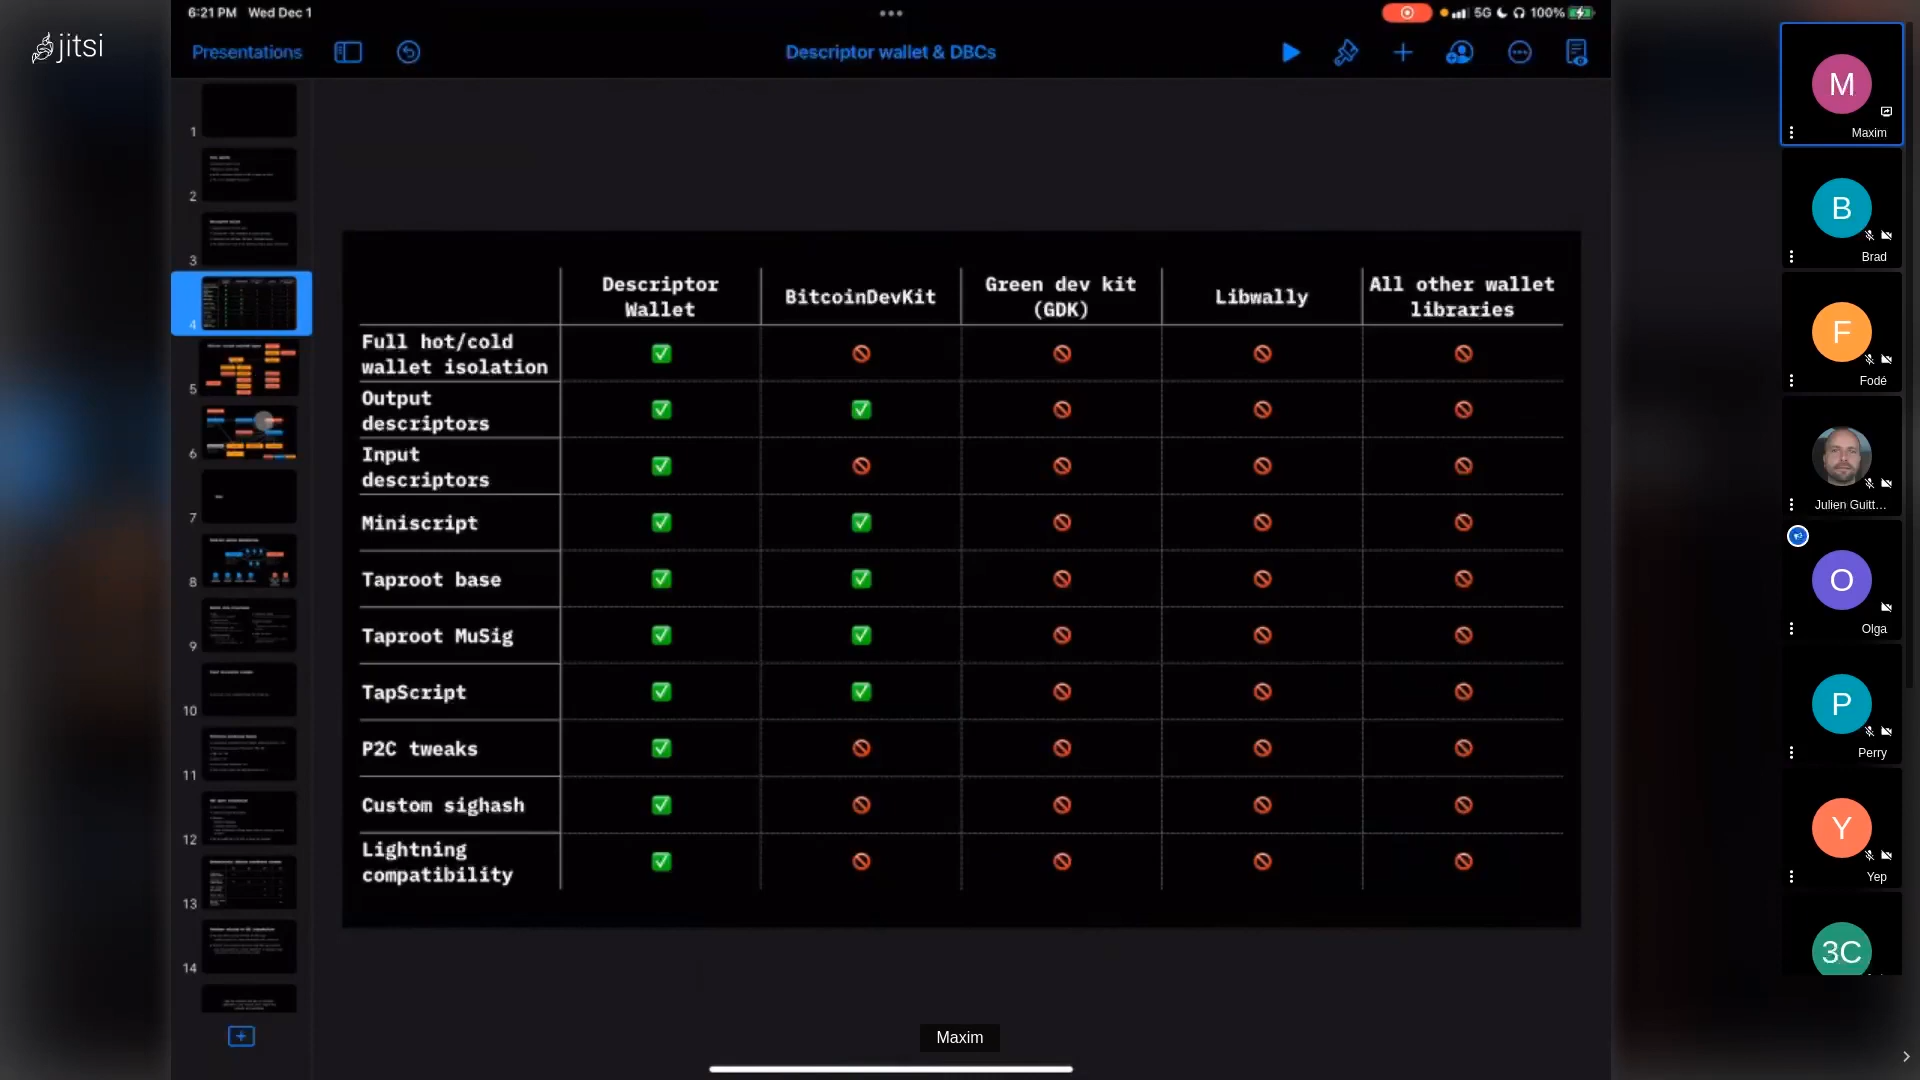 6:21 PM Wed Dec 1
5G 100%
jitsi
Presentations
Descriptor wallet & DBCs
1
2
3
4
5
6
7
8
9
10
11
12
13
14
Descriptor Wallet
BitcoinDevKit
Green dev kit (GDK)
Libwally
All other wallet libraries
Full hot/cold
wallet isolation
Output
descriptors
Input
descriptors
Miniscript
Taproot base
Taproot MuSig
TapScript
P2C tweaks
Custom sighash
Lightning
compatibility
Maxim
M
Maxim
B
Brad
F
Fodé
Julien Guitt...
O
Olga
P
Perry
Y
Yep
3C